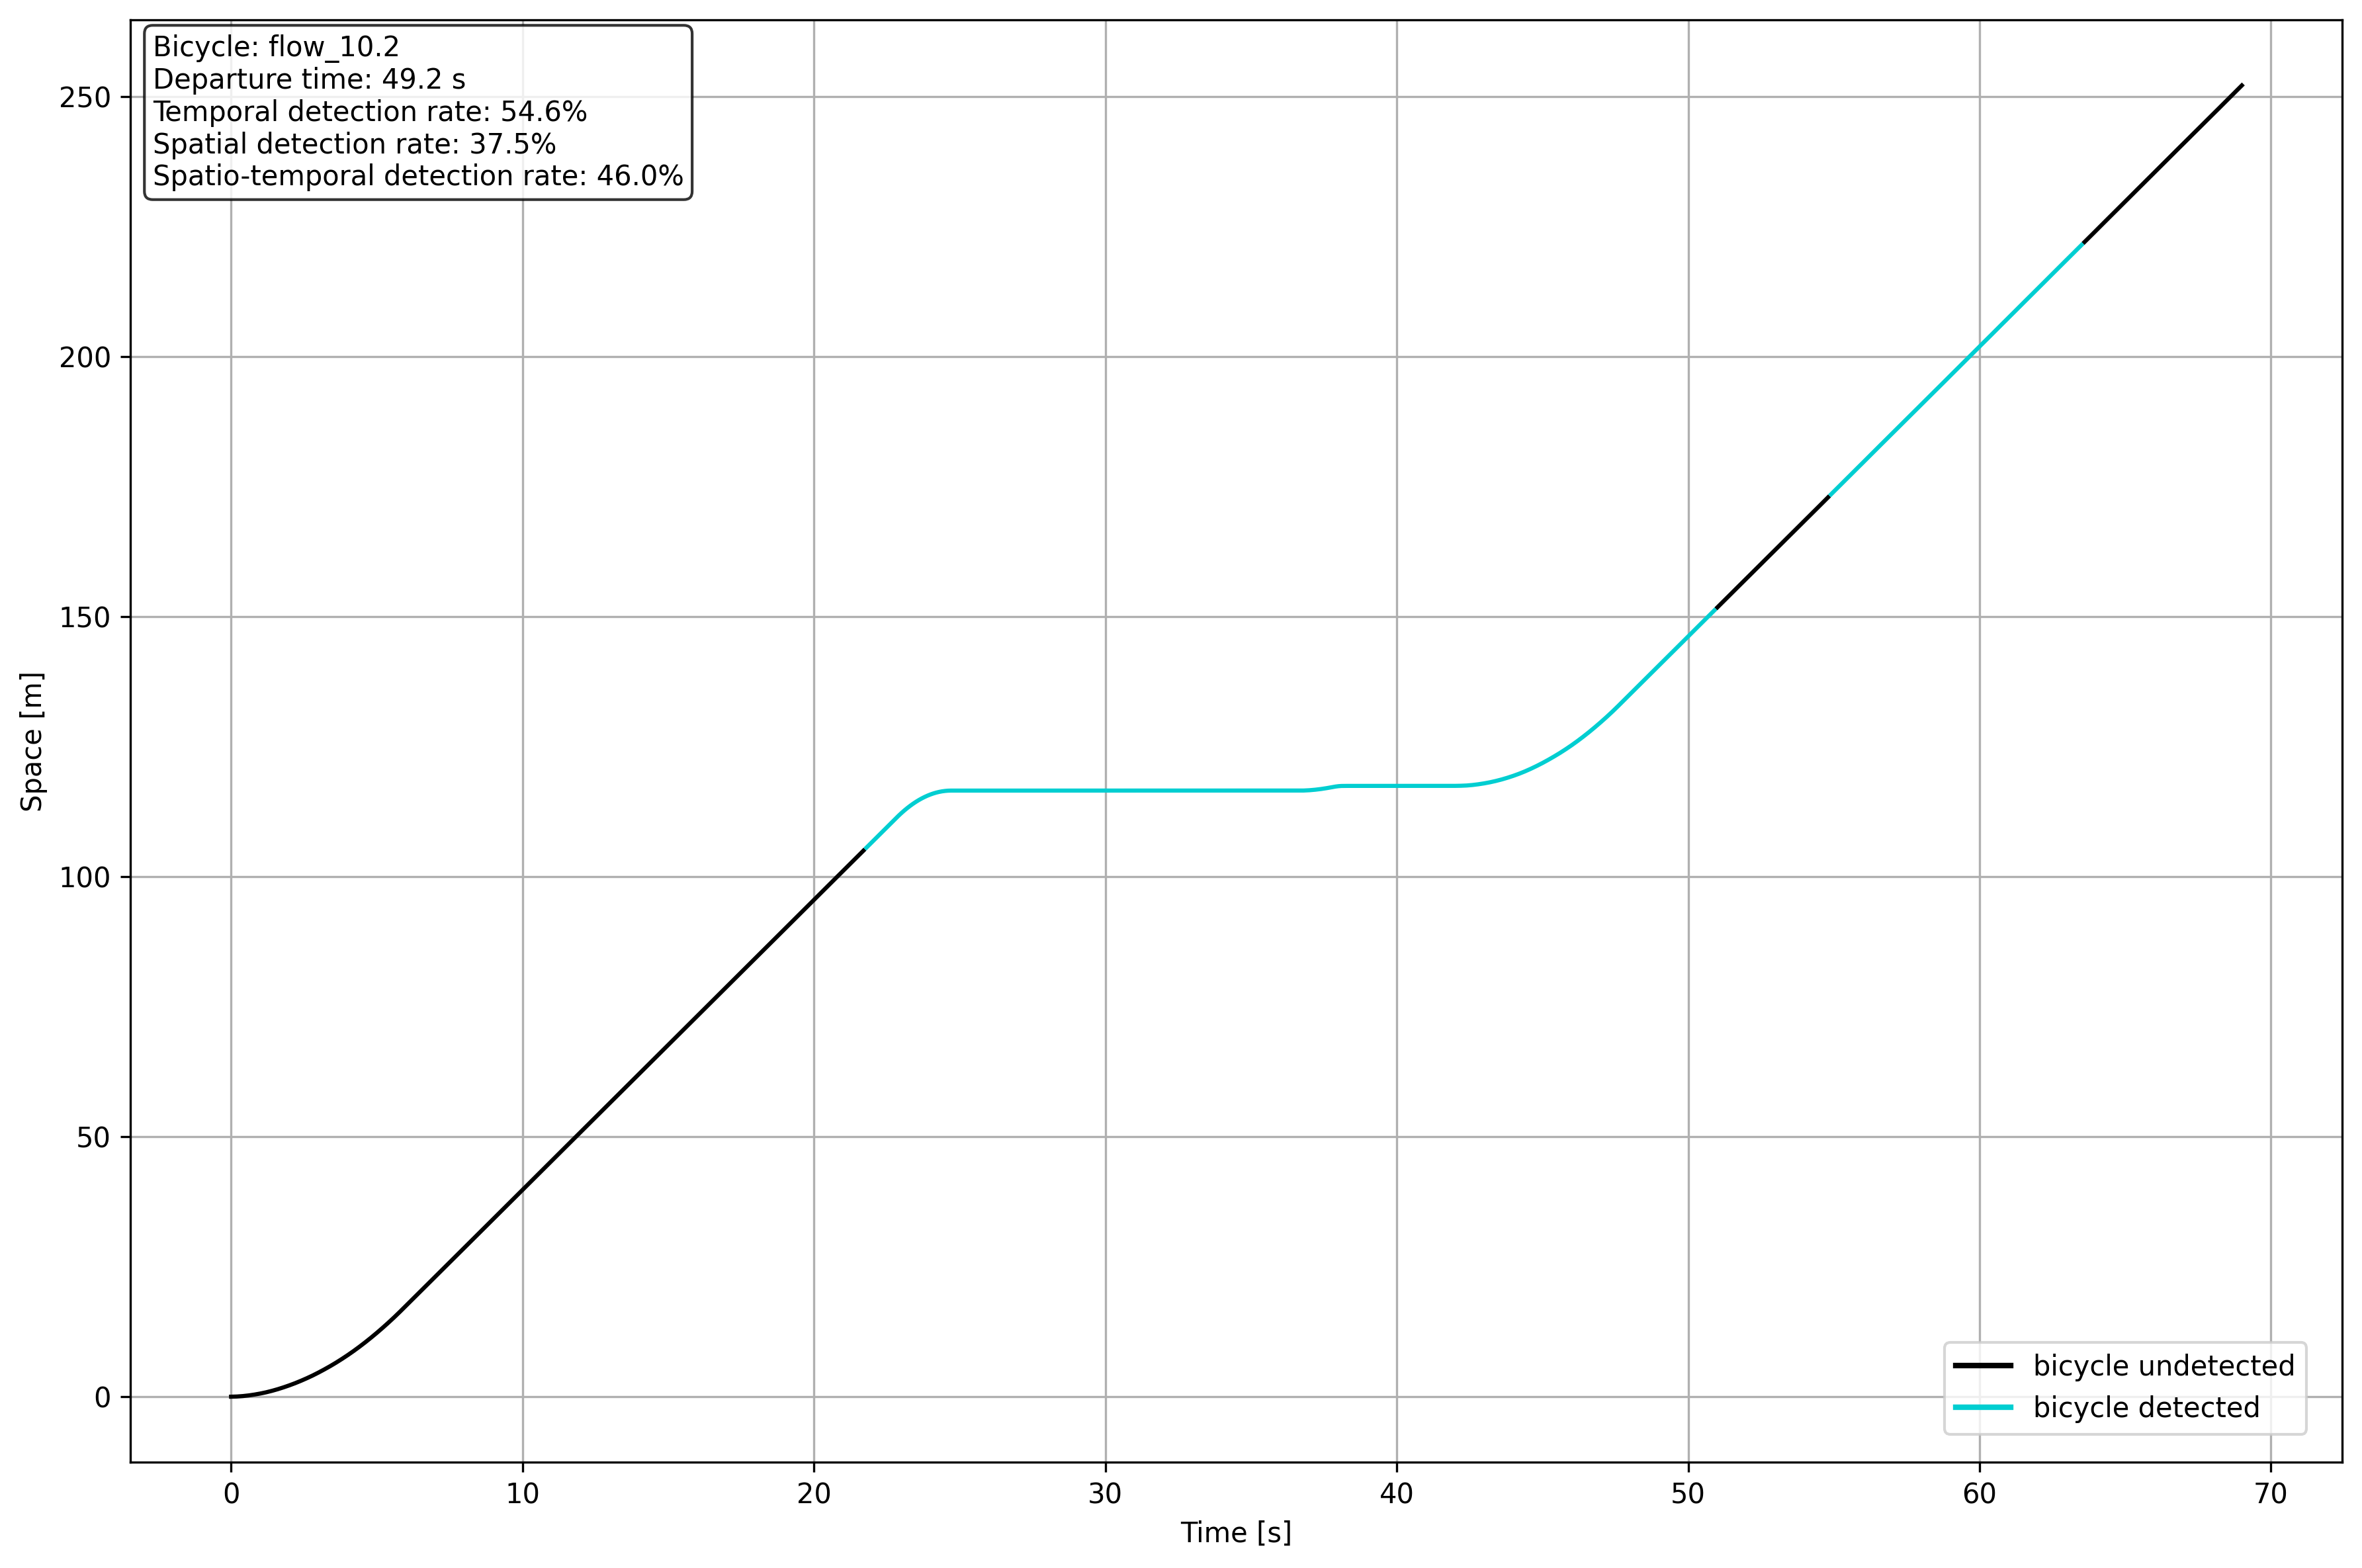 Bicycle: flow_10.2
Departure time: 49.2 s
Temporal detection rate: 54.6%
Spatial detection rate: 37.5%
Spatio-temporal detection rate: 46.0%
250
200
150
100
50
0
Space [m]
bicycle undetected
bicycle detected
0 10 20 30 40 50 60 70
Time [s]